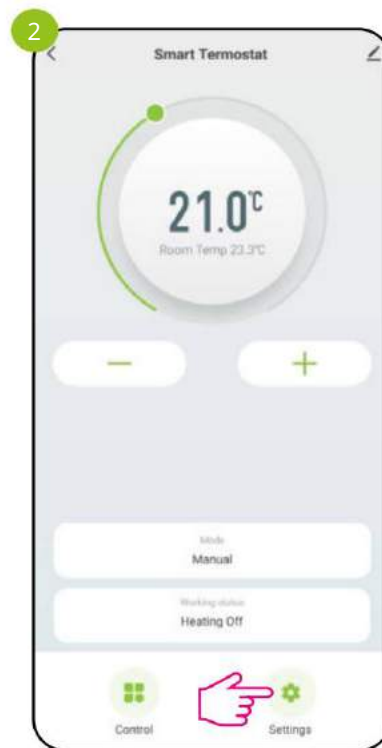 2
Smart Termostat
21.0℃
Room Temp 23.3℃
Mode
Manual
Working status
Heating Off
Control
Settings